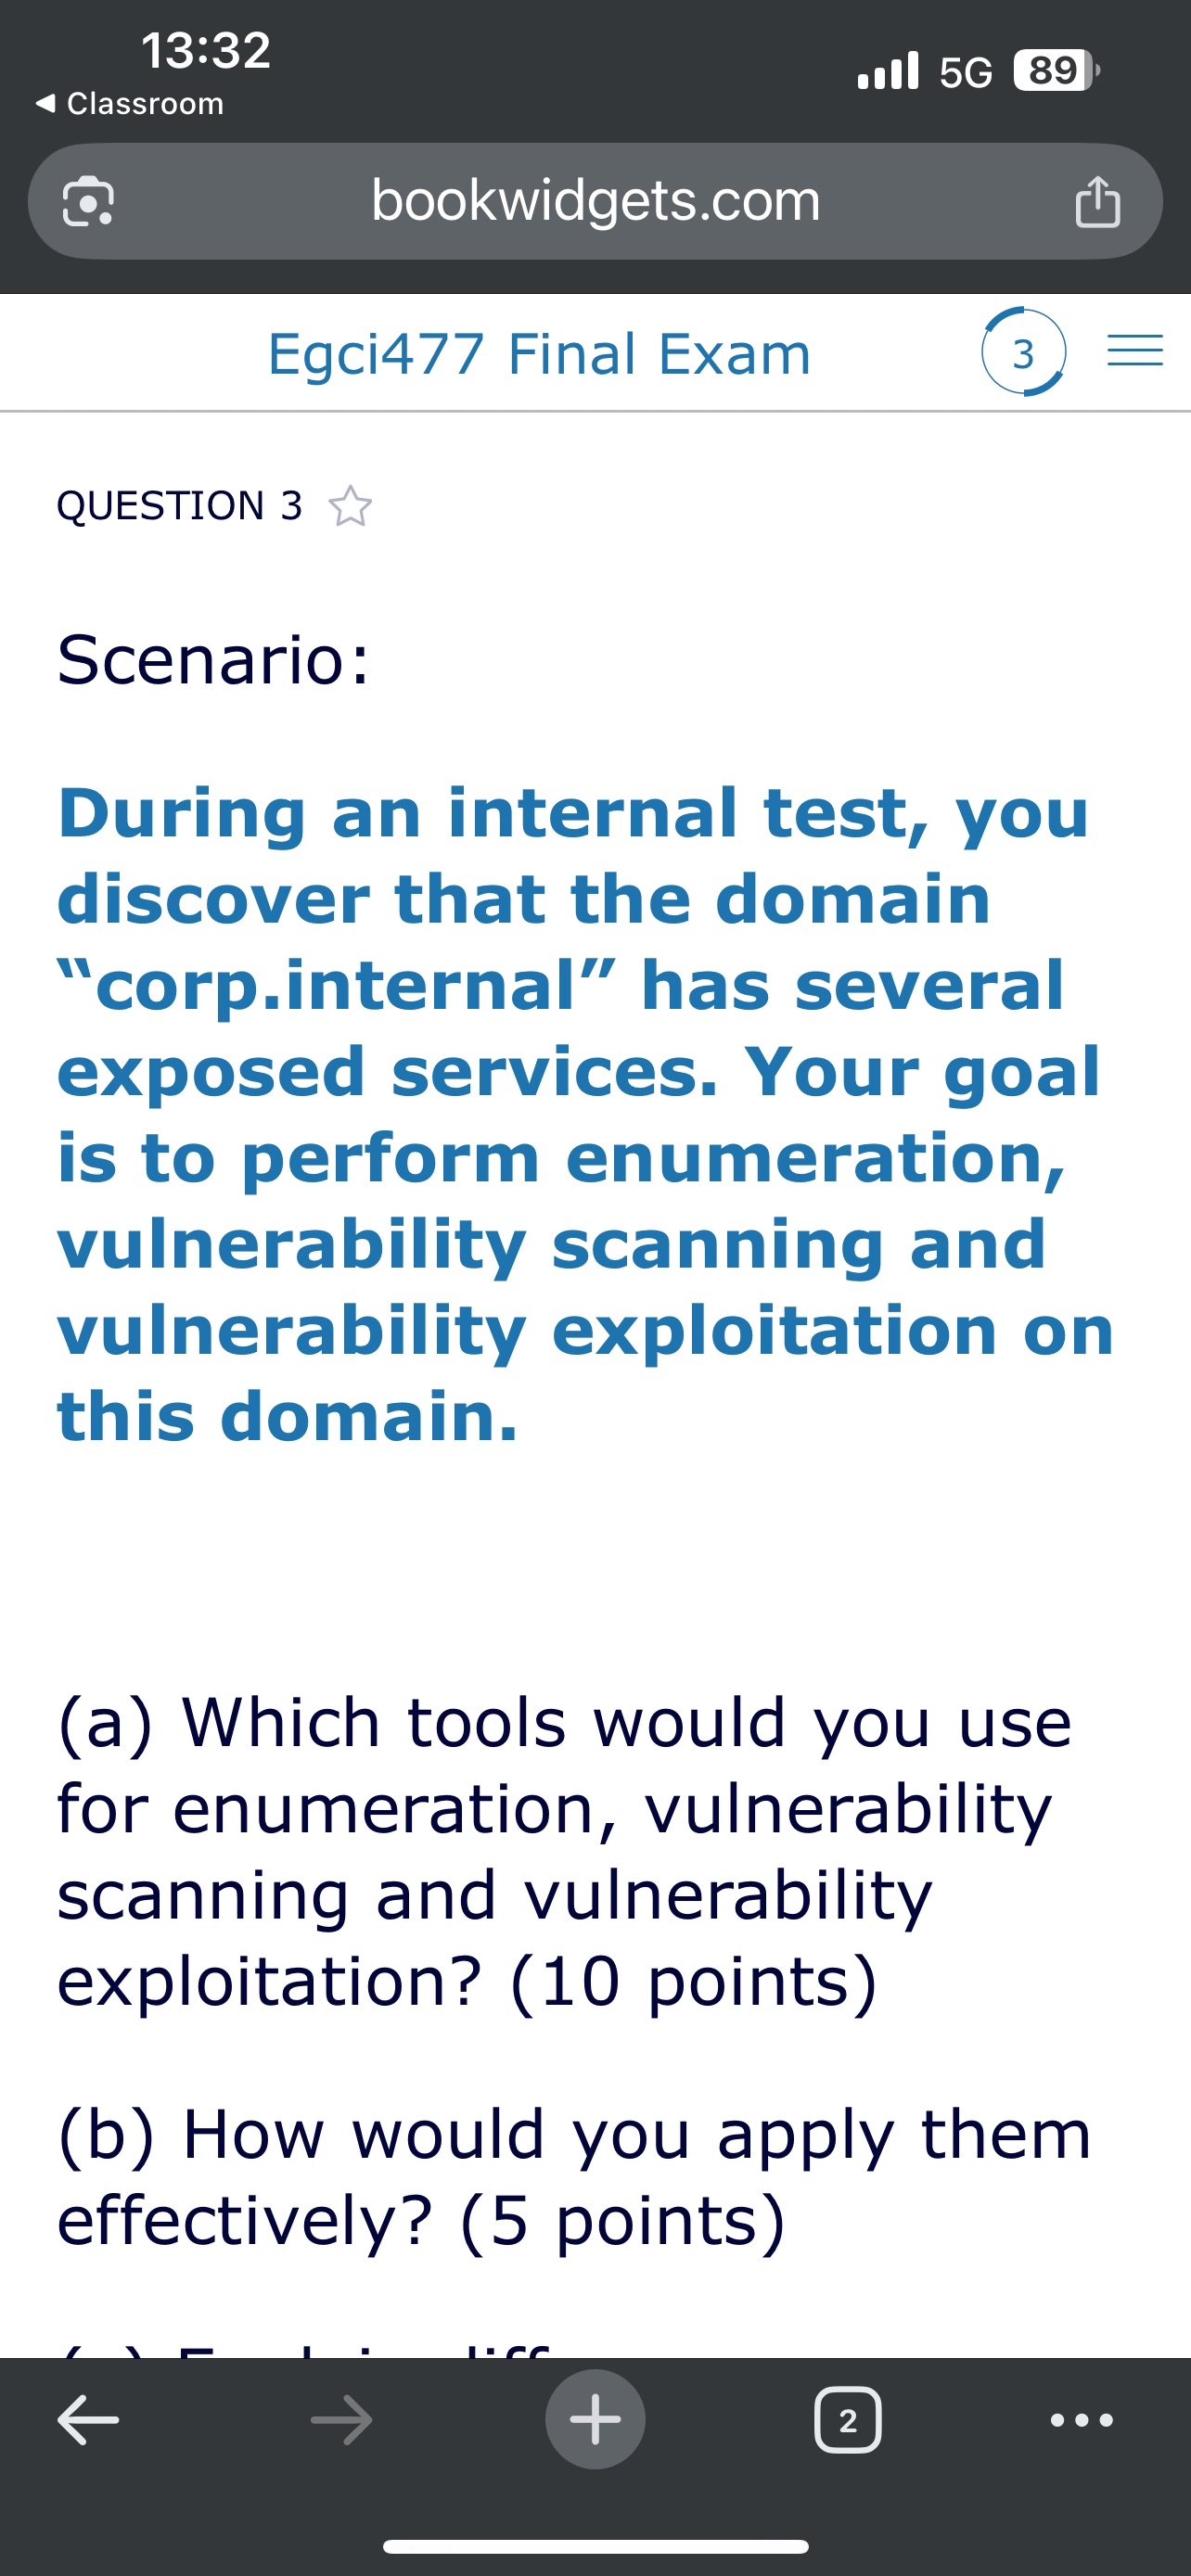 13:32
5G 89
◀ Classroom
bookwidgets.com
Egci477 Final Exam
3
QUESTION 3
Scenario:
During an internal test, you
discover that the domain
“corp.internal” has several
exposed services. Your goal
is to perform enumeration,
vulnerability scanning and
vulnerability exploitation on
this domain.
(a) Which tools would you use
for enumeration, vulnerability
scanning and vulnerability
exploitation? (10 points)
(b) How would you apply them
effectively? (5 points)
2